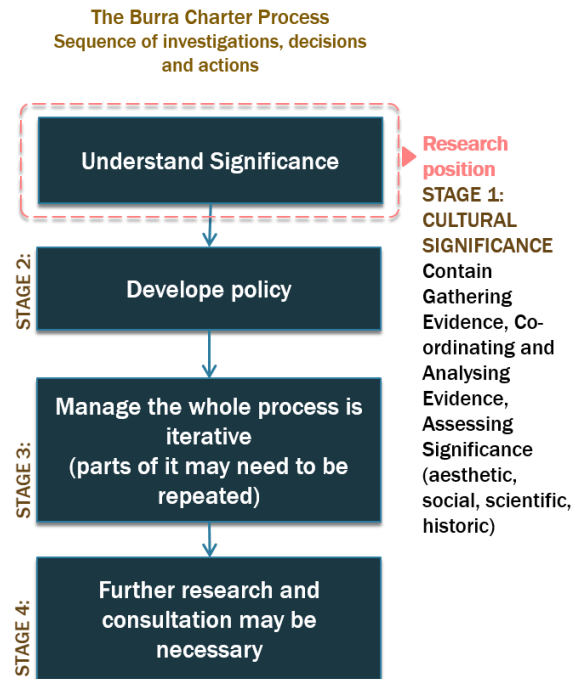 The Burra Charter Process
Sequence of investigations, decisions
and actions
Understand Significance
Research
position
STAGE 1:
CULTURAL
SIGNIFICANCE
Contain
Gathering
Evidence, Co-
ordinating and
Analysing
Evidence,
Assessing
Significance
(aesthetic,
social, scientific,
historic)
STAGE 2:
Develope policy
STAGE 3:
Manage the whole process is
iterative
(parts of it may need to be
repeated)
STAGE 4:
Further research and
consultation may be
necessary